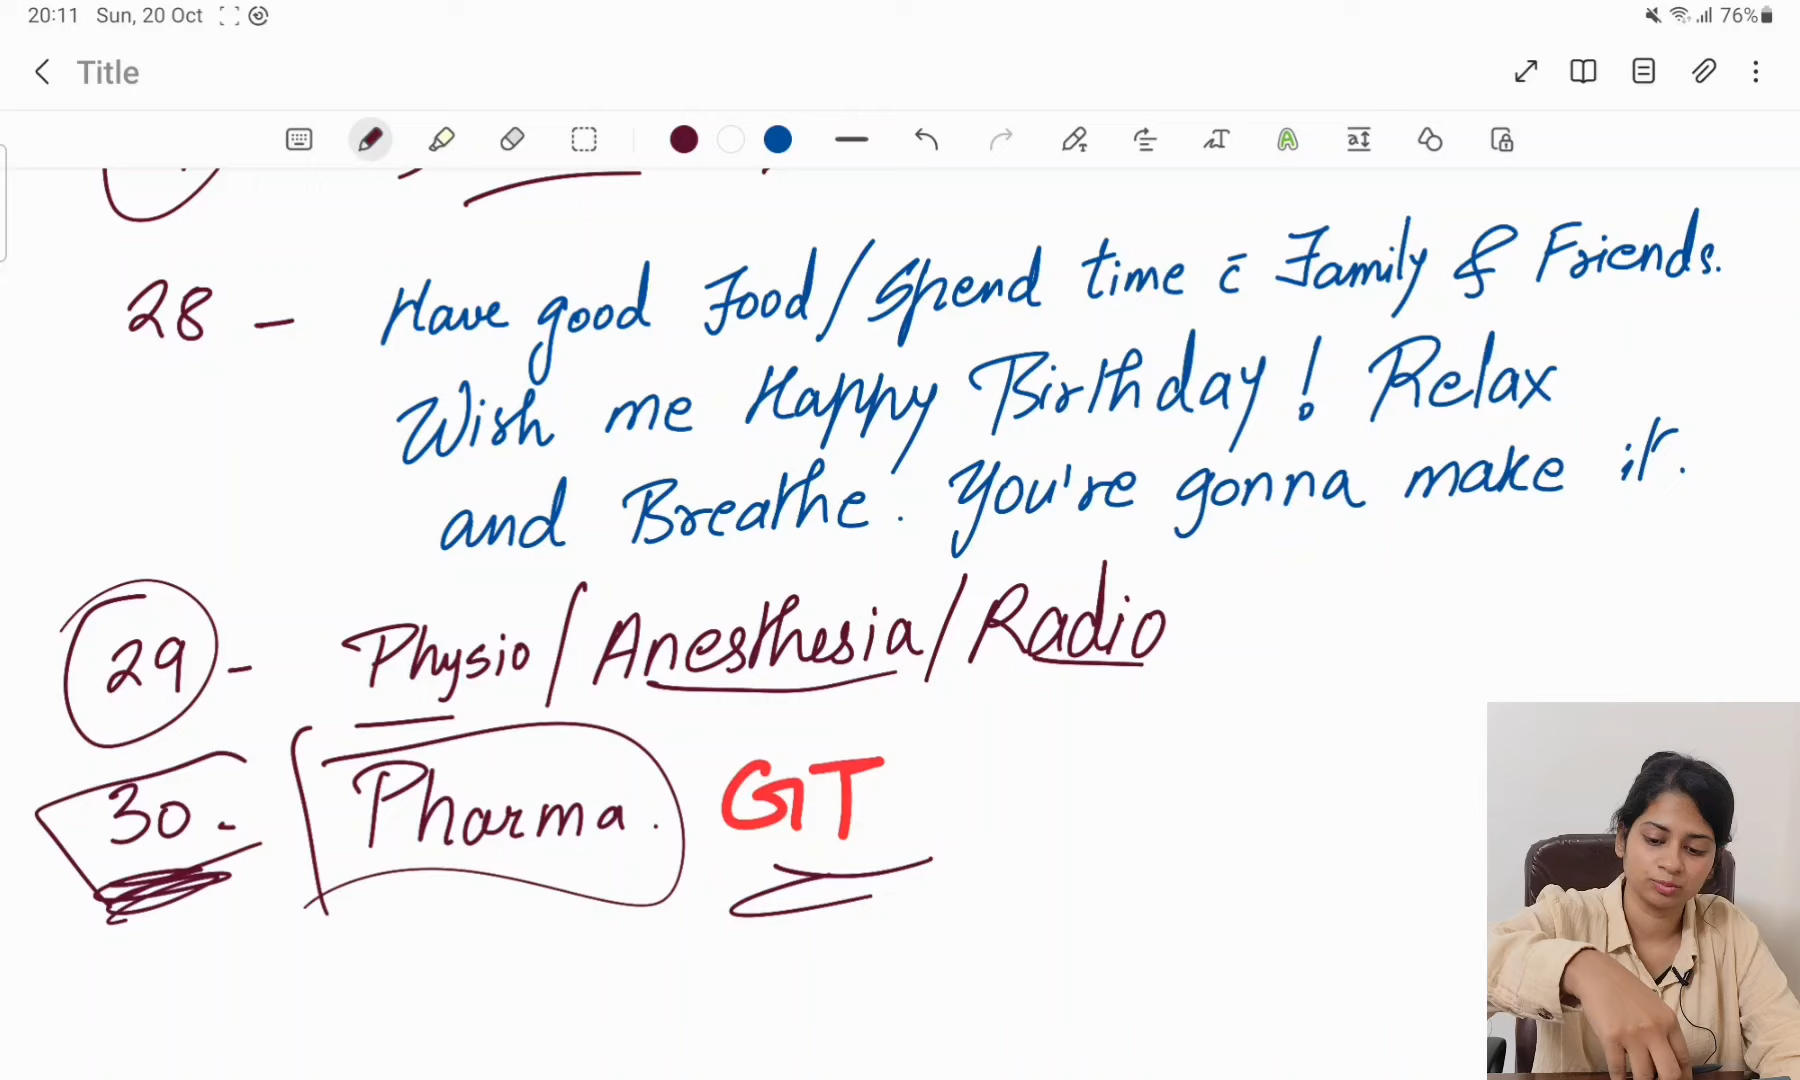 20:11 Sun, 20 Oct 76%
Title
28 - Have good Food/Spend time c̄ Family & Friends.
Wish me Happy Birthday! Relax
and Breathe. You're gonna make it.
29 - Physio/Anesthesia/Radio
30. Pharma. GT